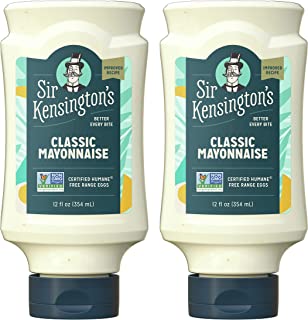 IMPROVED
RECIPE
Sir
Kensington's
BETTER
EVERY BITE
CLASSIC
MAYONNAISE
CERTIFIED HUMANE®
FREE RANGE EGGS
12 fl oz (354 mL)
IMPROVED
RECIPE
Sir
Kensington's
BETTER
EVERY BITE
CLASSIC
MAYONNAISE
CERTIFIED HUMANE®
FREE RANGE EGGS
12 fl oz (354 mL)